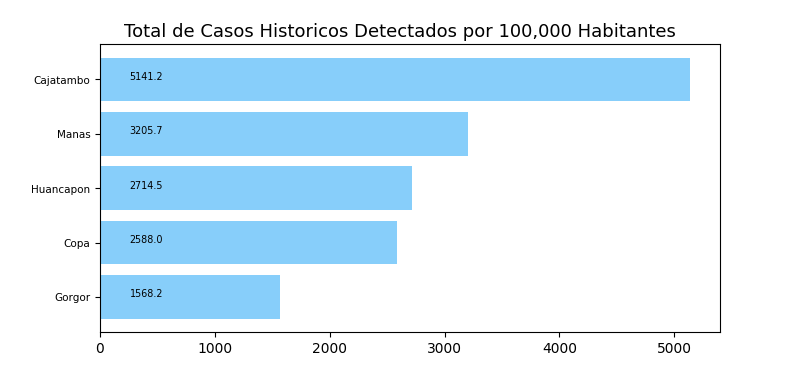 Total de Casos Historicos Detectados por 100,000 Habitantes
Cajatambo 5141.2
Manas 3205.7
Huancapon 2714.5
Copa 2588.0
Gorgor 1568.2
0 1000 2000 3000 4000 5000